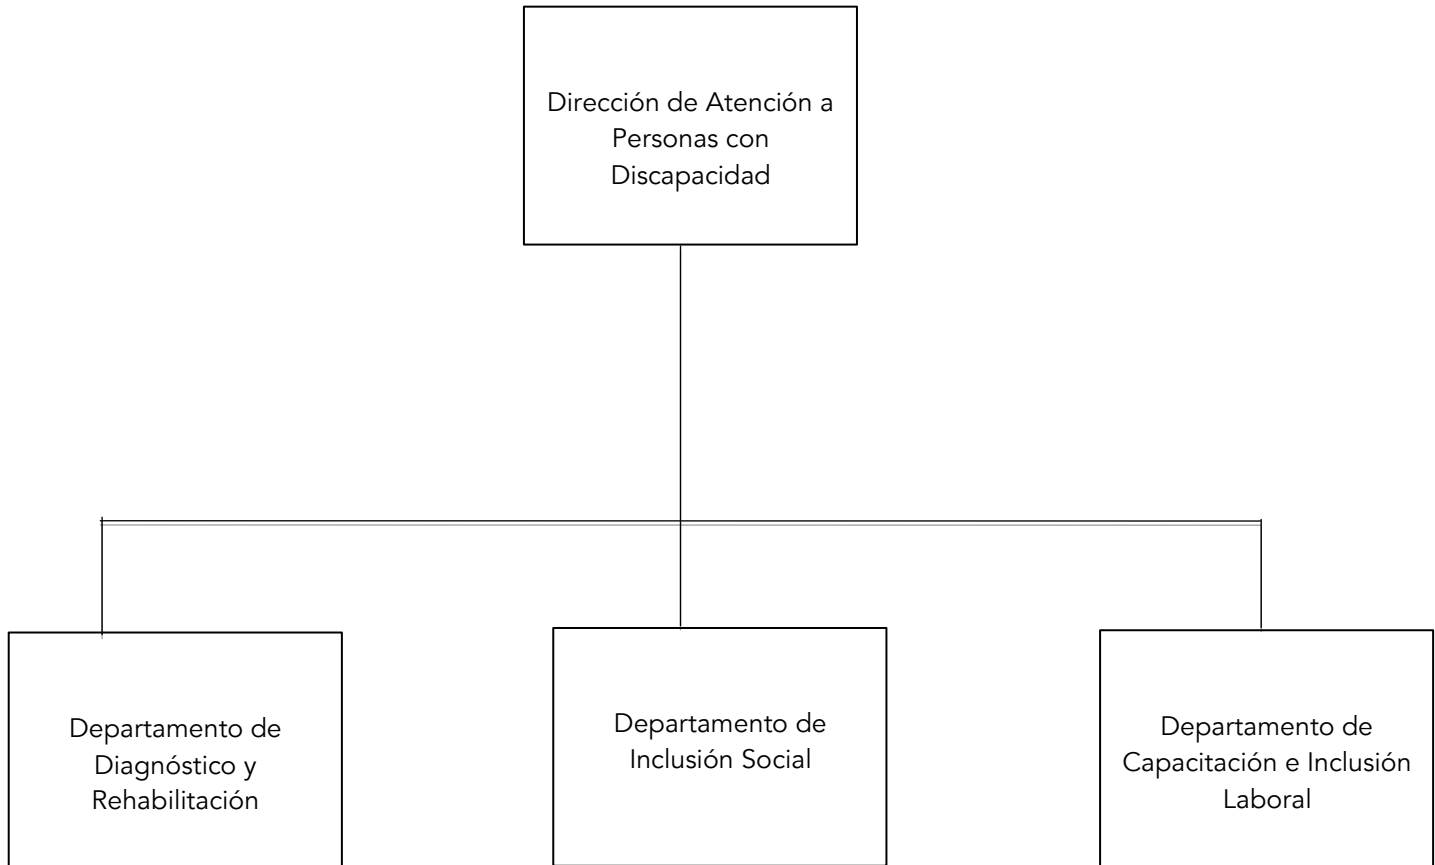 Dirección de Atención a
Personas con
Discapacidad
Departamento de
Diagnóstico y
Rehabilitación
Departamento de
Inclusión Social
Departamento de
Capacitación e Inclusión
Laboral